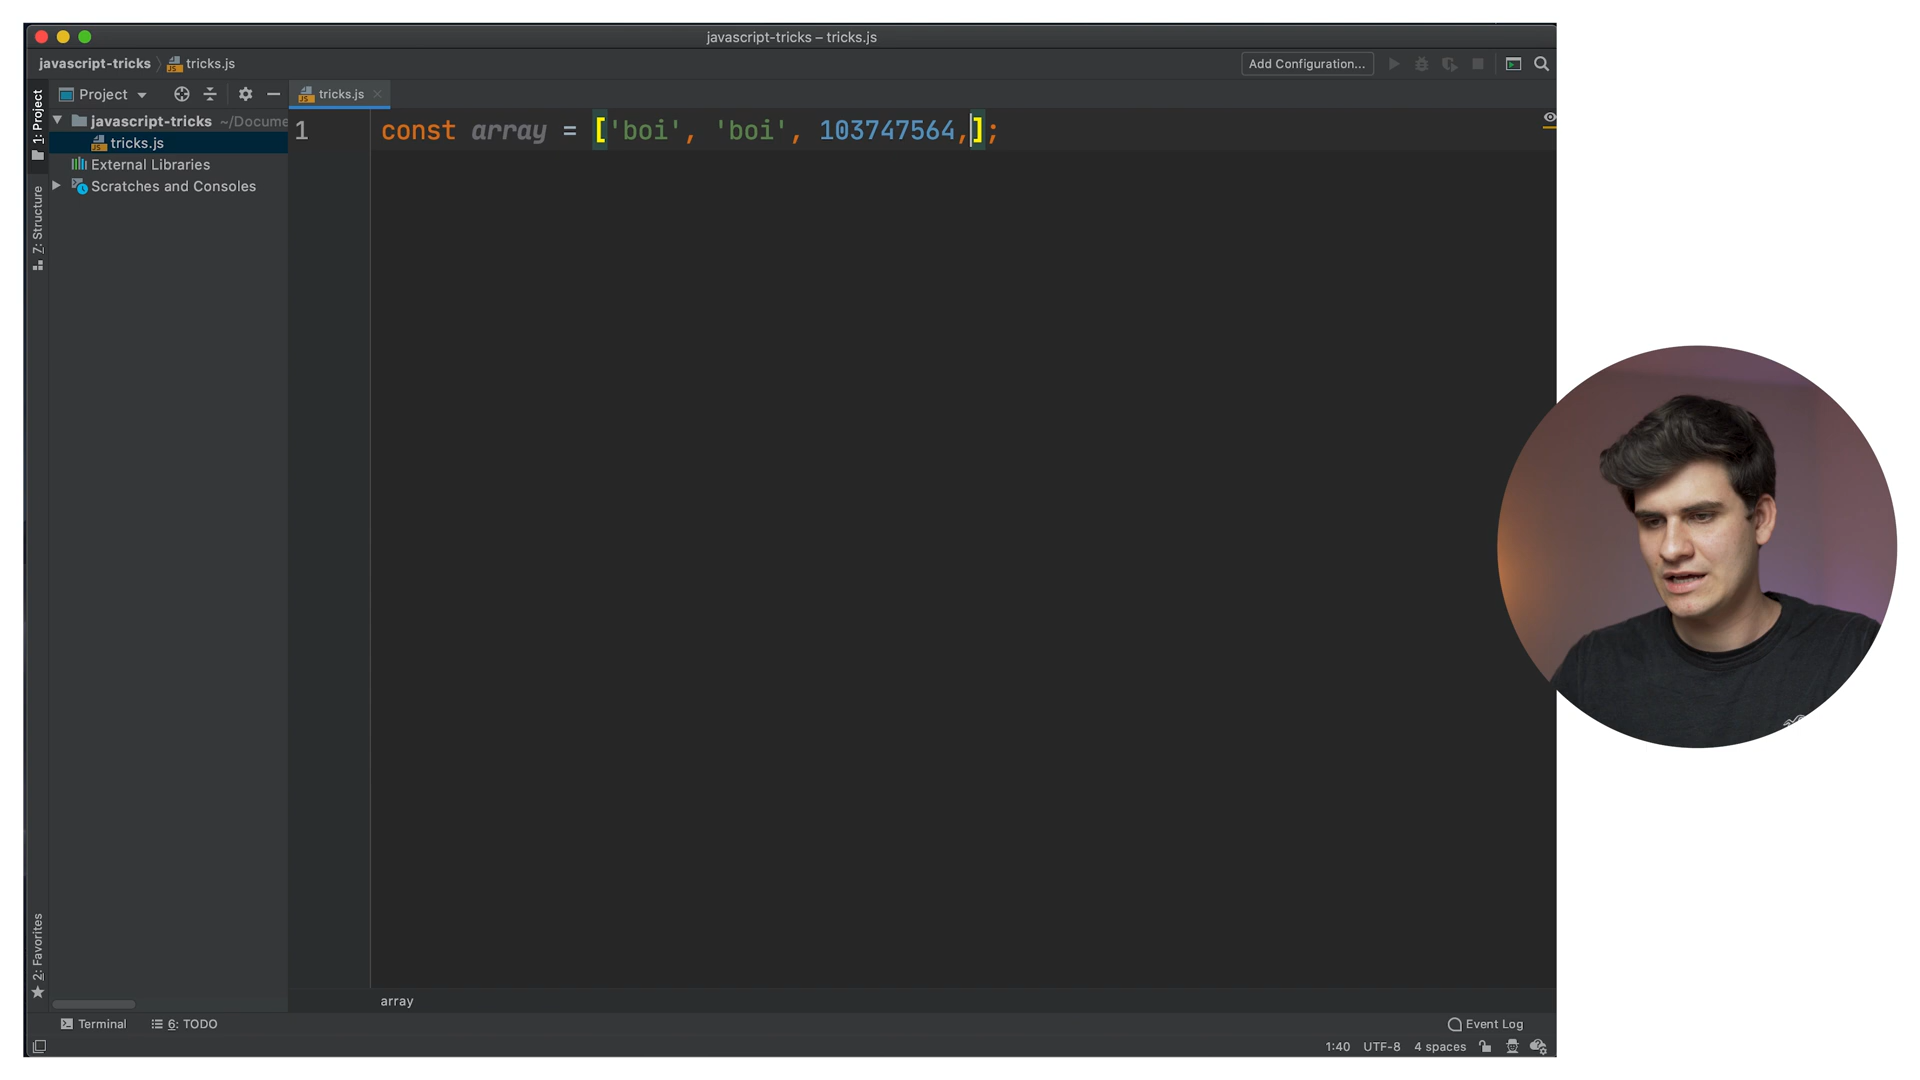 javascript-tricks – tricks.js
javascript-tricks tricks.js
Add Configuration...
1: Project
Project
tricks.js
javascript-tricks ~/Docume
tricks.js
External Libraries
Scratches and Consoles
7: Structure
1 const array = ['boi', 'boi', 103747564,];
2: Favorites
array
Terminal 6: TODO
Event Log
1:40 UTF-8 4 spaces